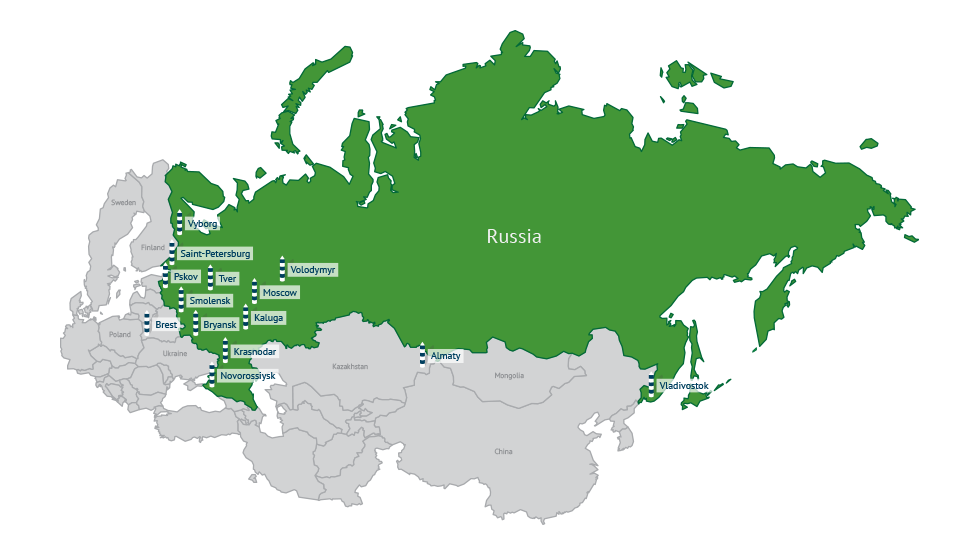 Sweden
Vyborg
Russia
Finland
Saint-Petersburg
Volodymyr
Pskov
Tver
Moscow
Smolensk
Kaluga
Brest
Bryansk
Poland
Ukraine
Krasnodar
Almaty
Kazakhstan
Novorossiysk
Mongolia
Vladivostok
China